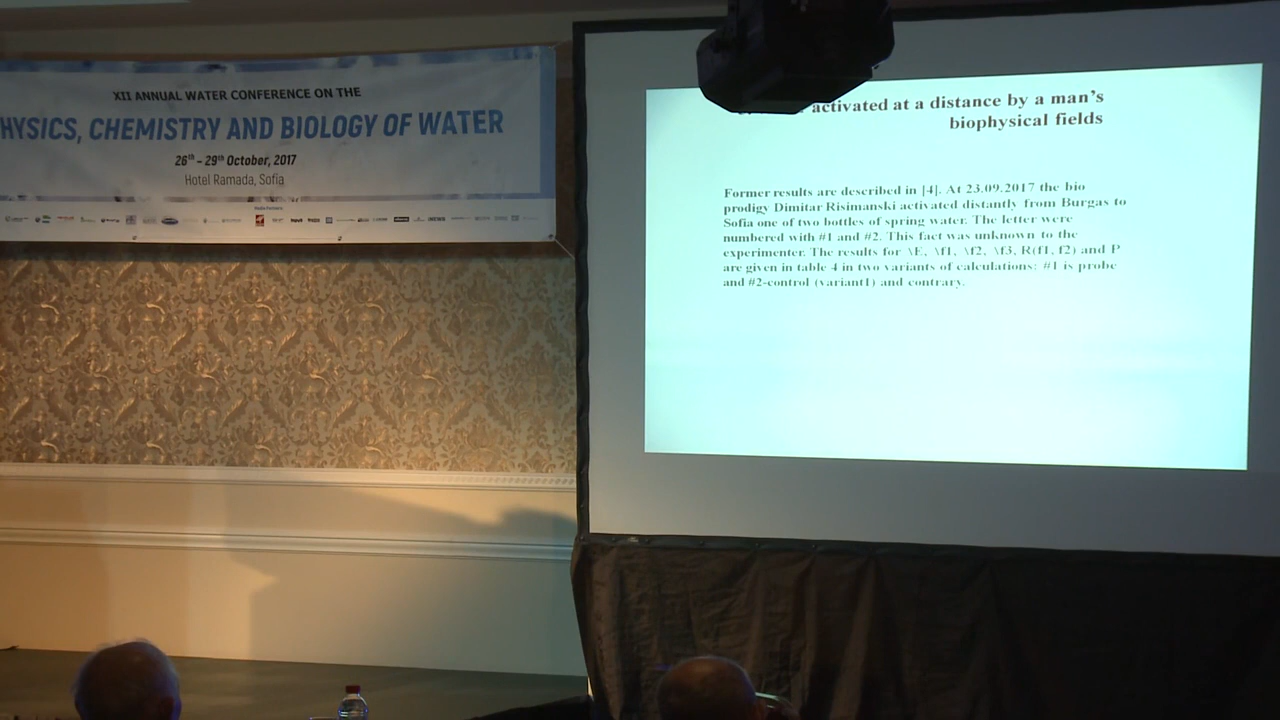 XII ANNUAL WATER CONFERENCE ON THE
HYSICS, CHEMISTRY AND BIOLOGY OF WATER
26th – 29th October, 2017
Hotel Ramada, Sofia
Media Partners:
activated at a distance by a man's
biophysical fields
Former results are described in [4]. At 23.09.2017 the bio
prodigy Dimitar Risimanski activated distantly from Burgas to
Sofia one of two bottles of spring water. The letter were
numbered with #1 and #2. This fact was unknown to the
experimenter. The results for \E, \f1, \f2, \f3, R(f1, f2) and P
are given in table 4 in two variants of calculations: #1 is probe
and #2-control (variant1) and contrary.